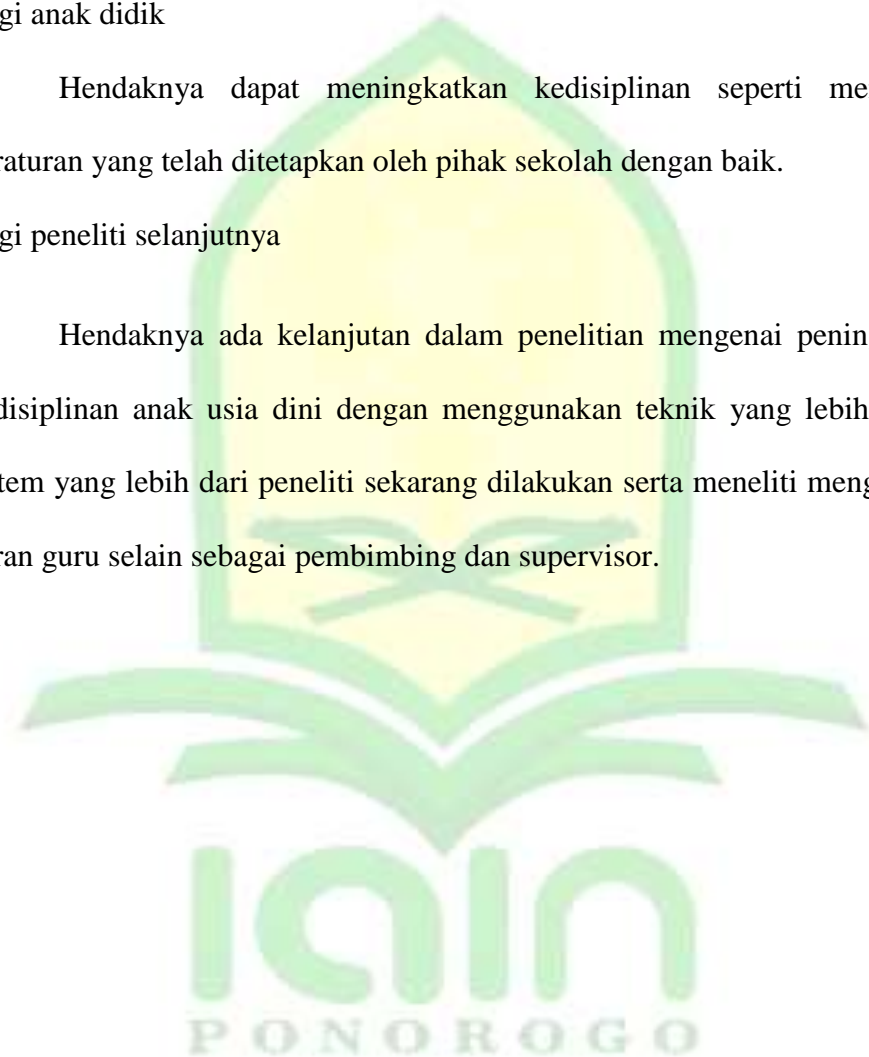 gi anak didik
Hendaknya dapat meningkatkan kedisiplinan seperti me
raturan yang telah ditetapkan oleh pihak sekolah dengan baik.
gi peneliti selanjutnya
Hendaknya ada kelanjutan dalam penelitian mengenai penin
disiplinan anak usia dini dengan menggunakan teknik yang lebih
tem yang lebih dari peneliti sekarang dilakukan serta meneliti meng
ran guru selain sebagai pembimbing dan supervisor.
iain
PONOROGO